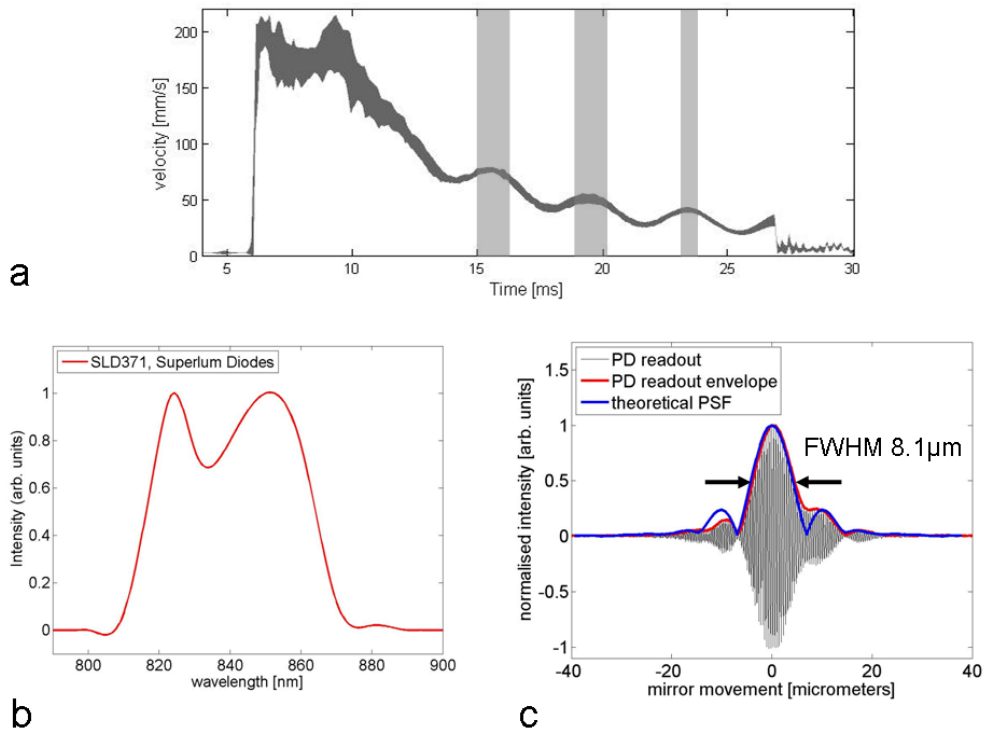 200
150
100
50
0
velocity [mm/s]
5 10 15 20 25 30
Time [ms]
a
SLD371, Superlum Diodes
1
0.8
0.6
0.4
0.2
0
Intensity (arb. units)
800 820 840 860 880 900
wavelength [nm]
b
PD readout
PD readout envelope
theoretical PSF
FWHM 8.1µm
1.5
1
0.5
0
-0.5
-1
normalised intensity [arb. units]
-40 -20 0 20 40
mirror movement [micrometers]
c